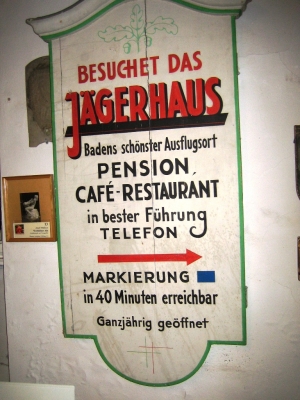 BESUCHET DAS
JÄGERHAUS
Badens schönster Ausflugsort
PENSION,
CAFÉ-RESTAURANT
in bester Führung
TELEFON
MARKIERUNG
in 40 Minuten erreichbar
Ganzjährig geöffnet